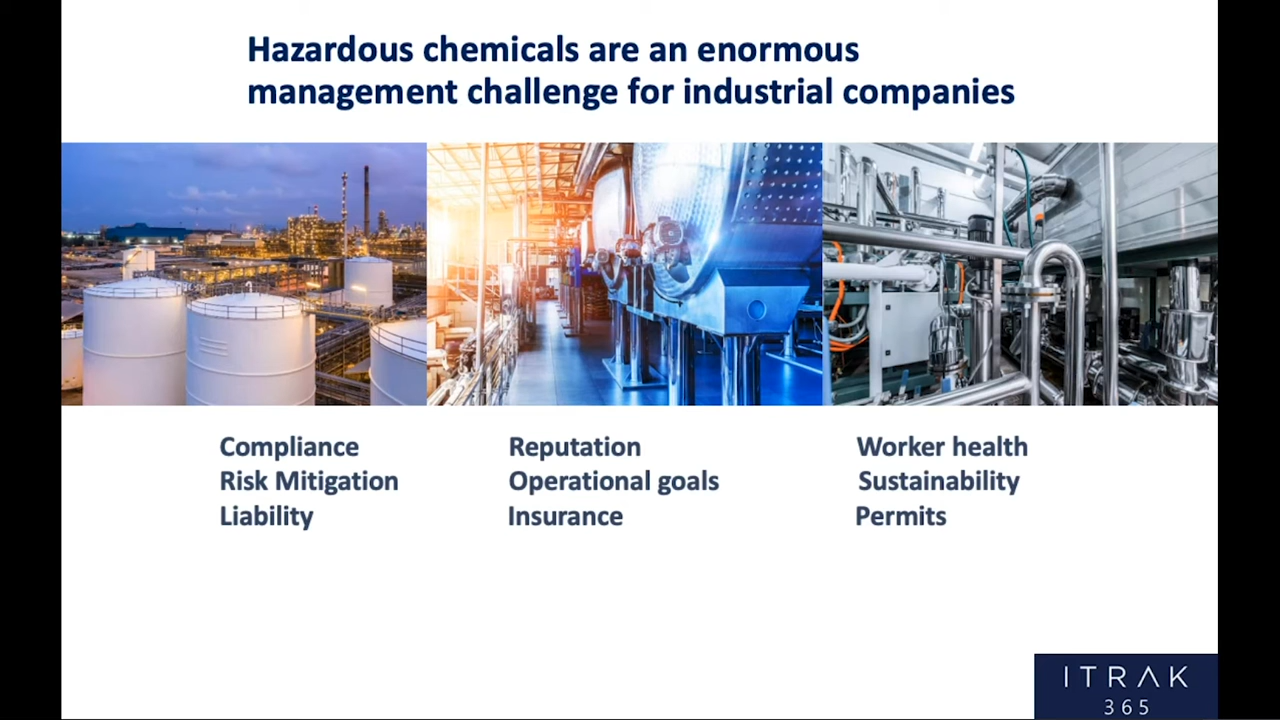 Hazardous chemicals are an enormous
management challenge for industrial companies
Compliance
Risk Mitigation
Liability
Reputation
Operational goals
Insurance
Worker health
Sustainability
Permits
ITRAK
365